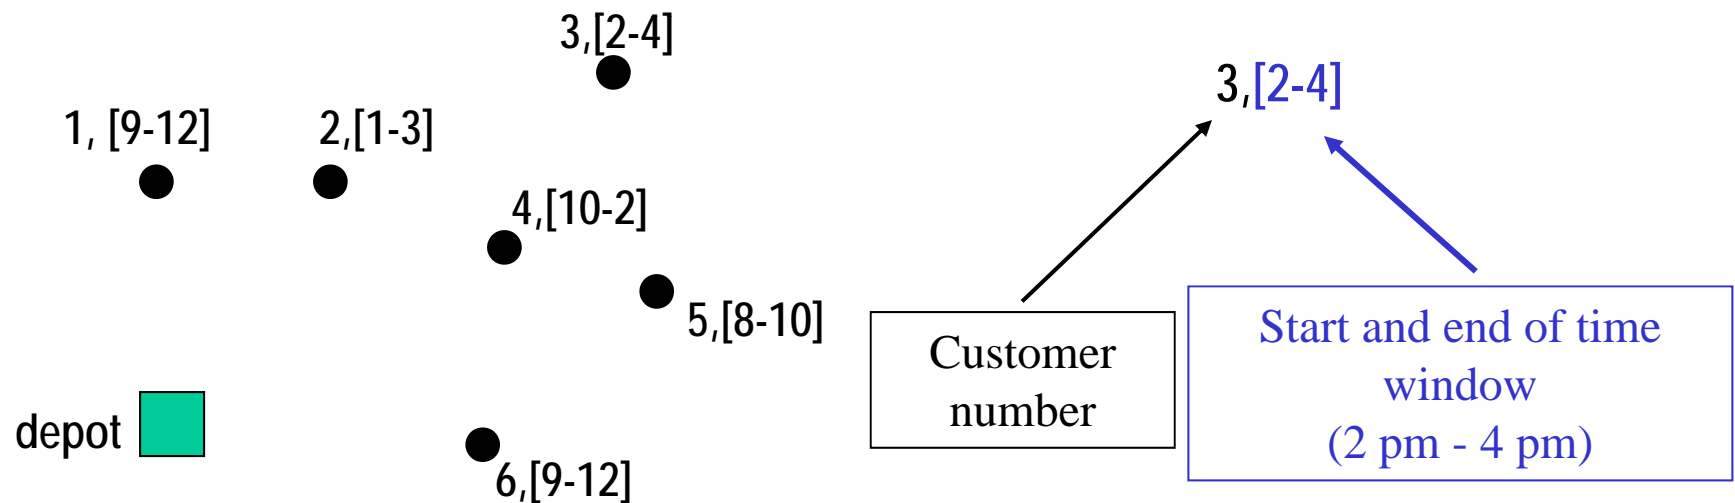 3,[2-4]
1, [9-12]
2,[1-3]
4,[10-2]
5,[8-10]
depot
6,[9-12]
3,[2-4]
Customer
number
Start and end of time
window
(2 pm - 4 pm)